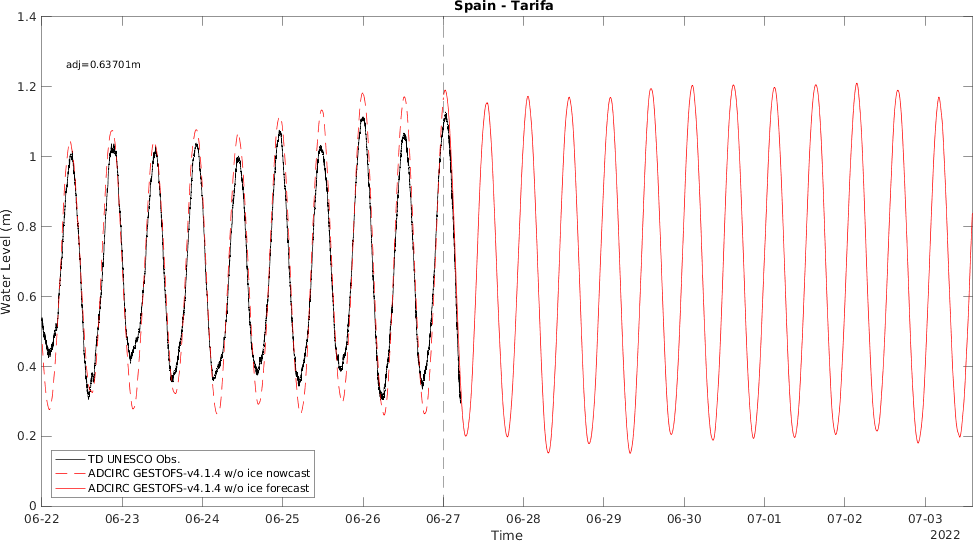 Spain - Tarifa
1.4
adj=0.63701m
1.2
1
0.8
Water Level (m)
0.6
0.4
0.2
TD UNESCO Obs.
ADCIRC GESTOFS-v4.1.4 w/o ice nowcast
ADCIRC GESTOFS-v4.1.4 w/o ice forecast
0
06-22 06-23 06-24 06-25 06-26 06-27 06-28 06-29 06-30 07-01 07-02 07-03
Time
2022